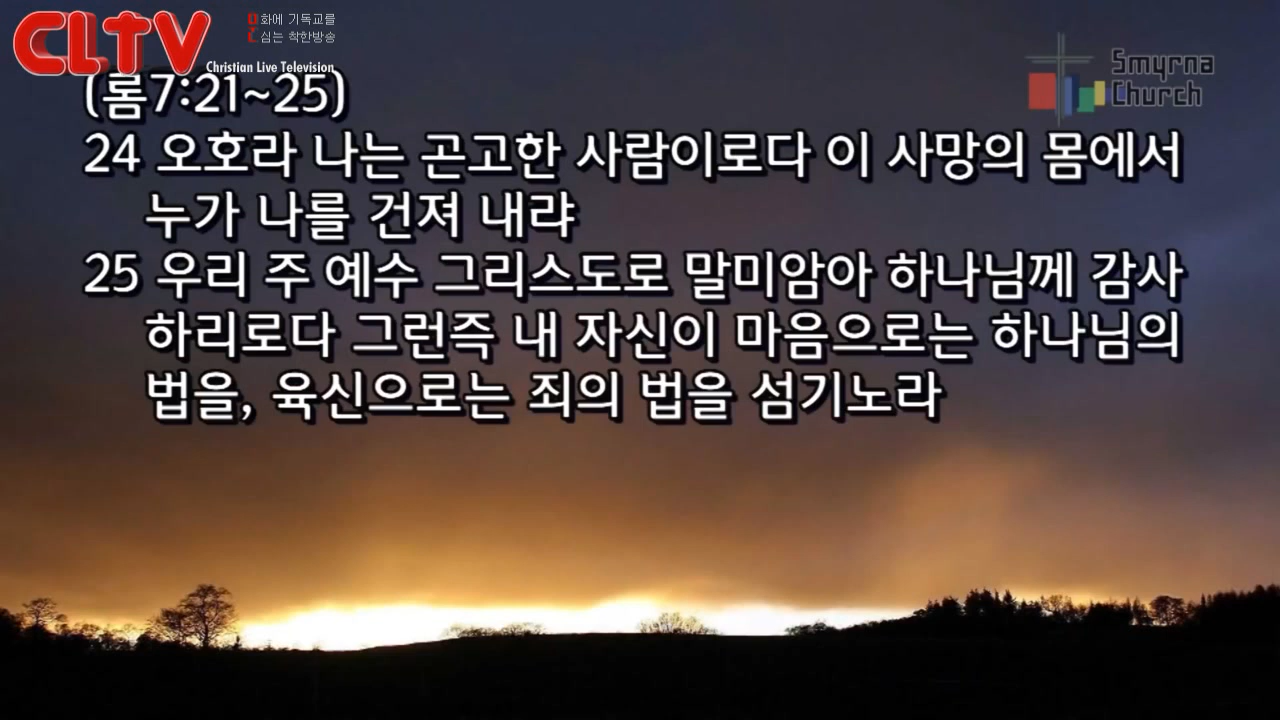 CLTV
문화에 기독교를
심는 착한방송
Christian Live Television
Smyrna
Church
(롬7:21~25)
24 오호라 나는 곤고한 사람이로다 이 사망의 몸에서
누가 나를 건져 내랴
25 우리 주 예수 그리스도로 말미암아 하나님께 감사
하리로다 그런즉 내 자신이 마음으로는 하나님의
법을, 육신으로는 죄의 법을 섬기노라